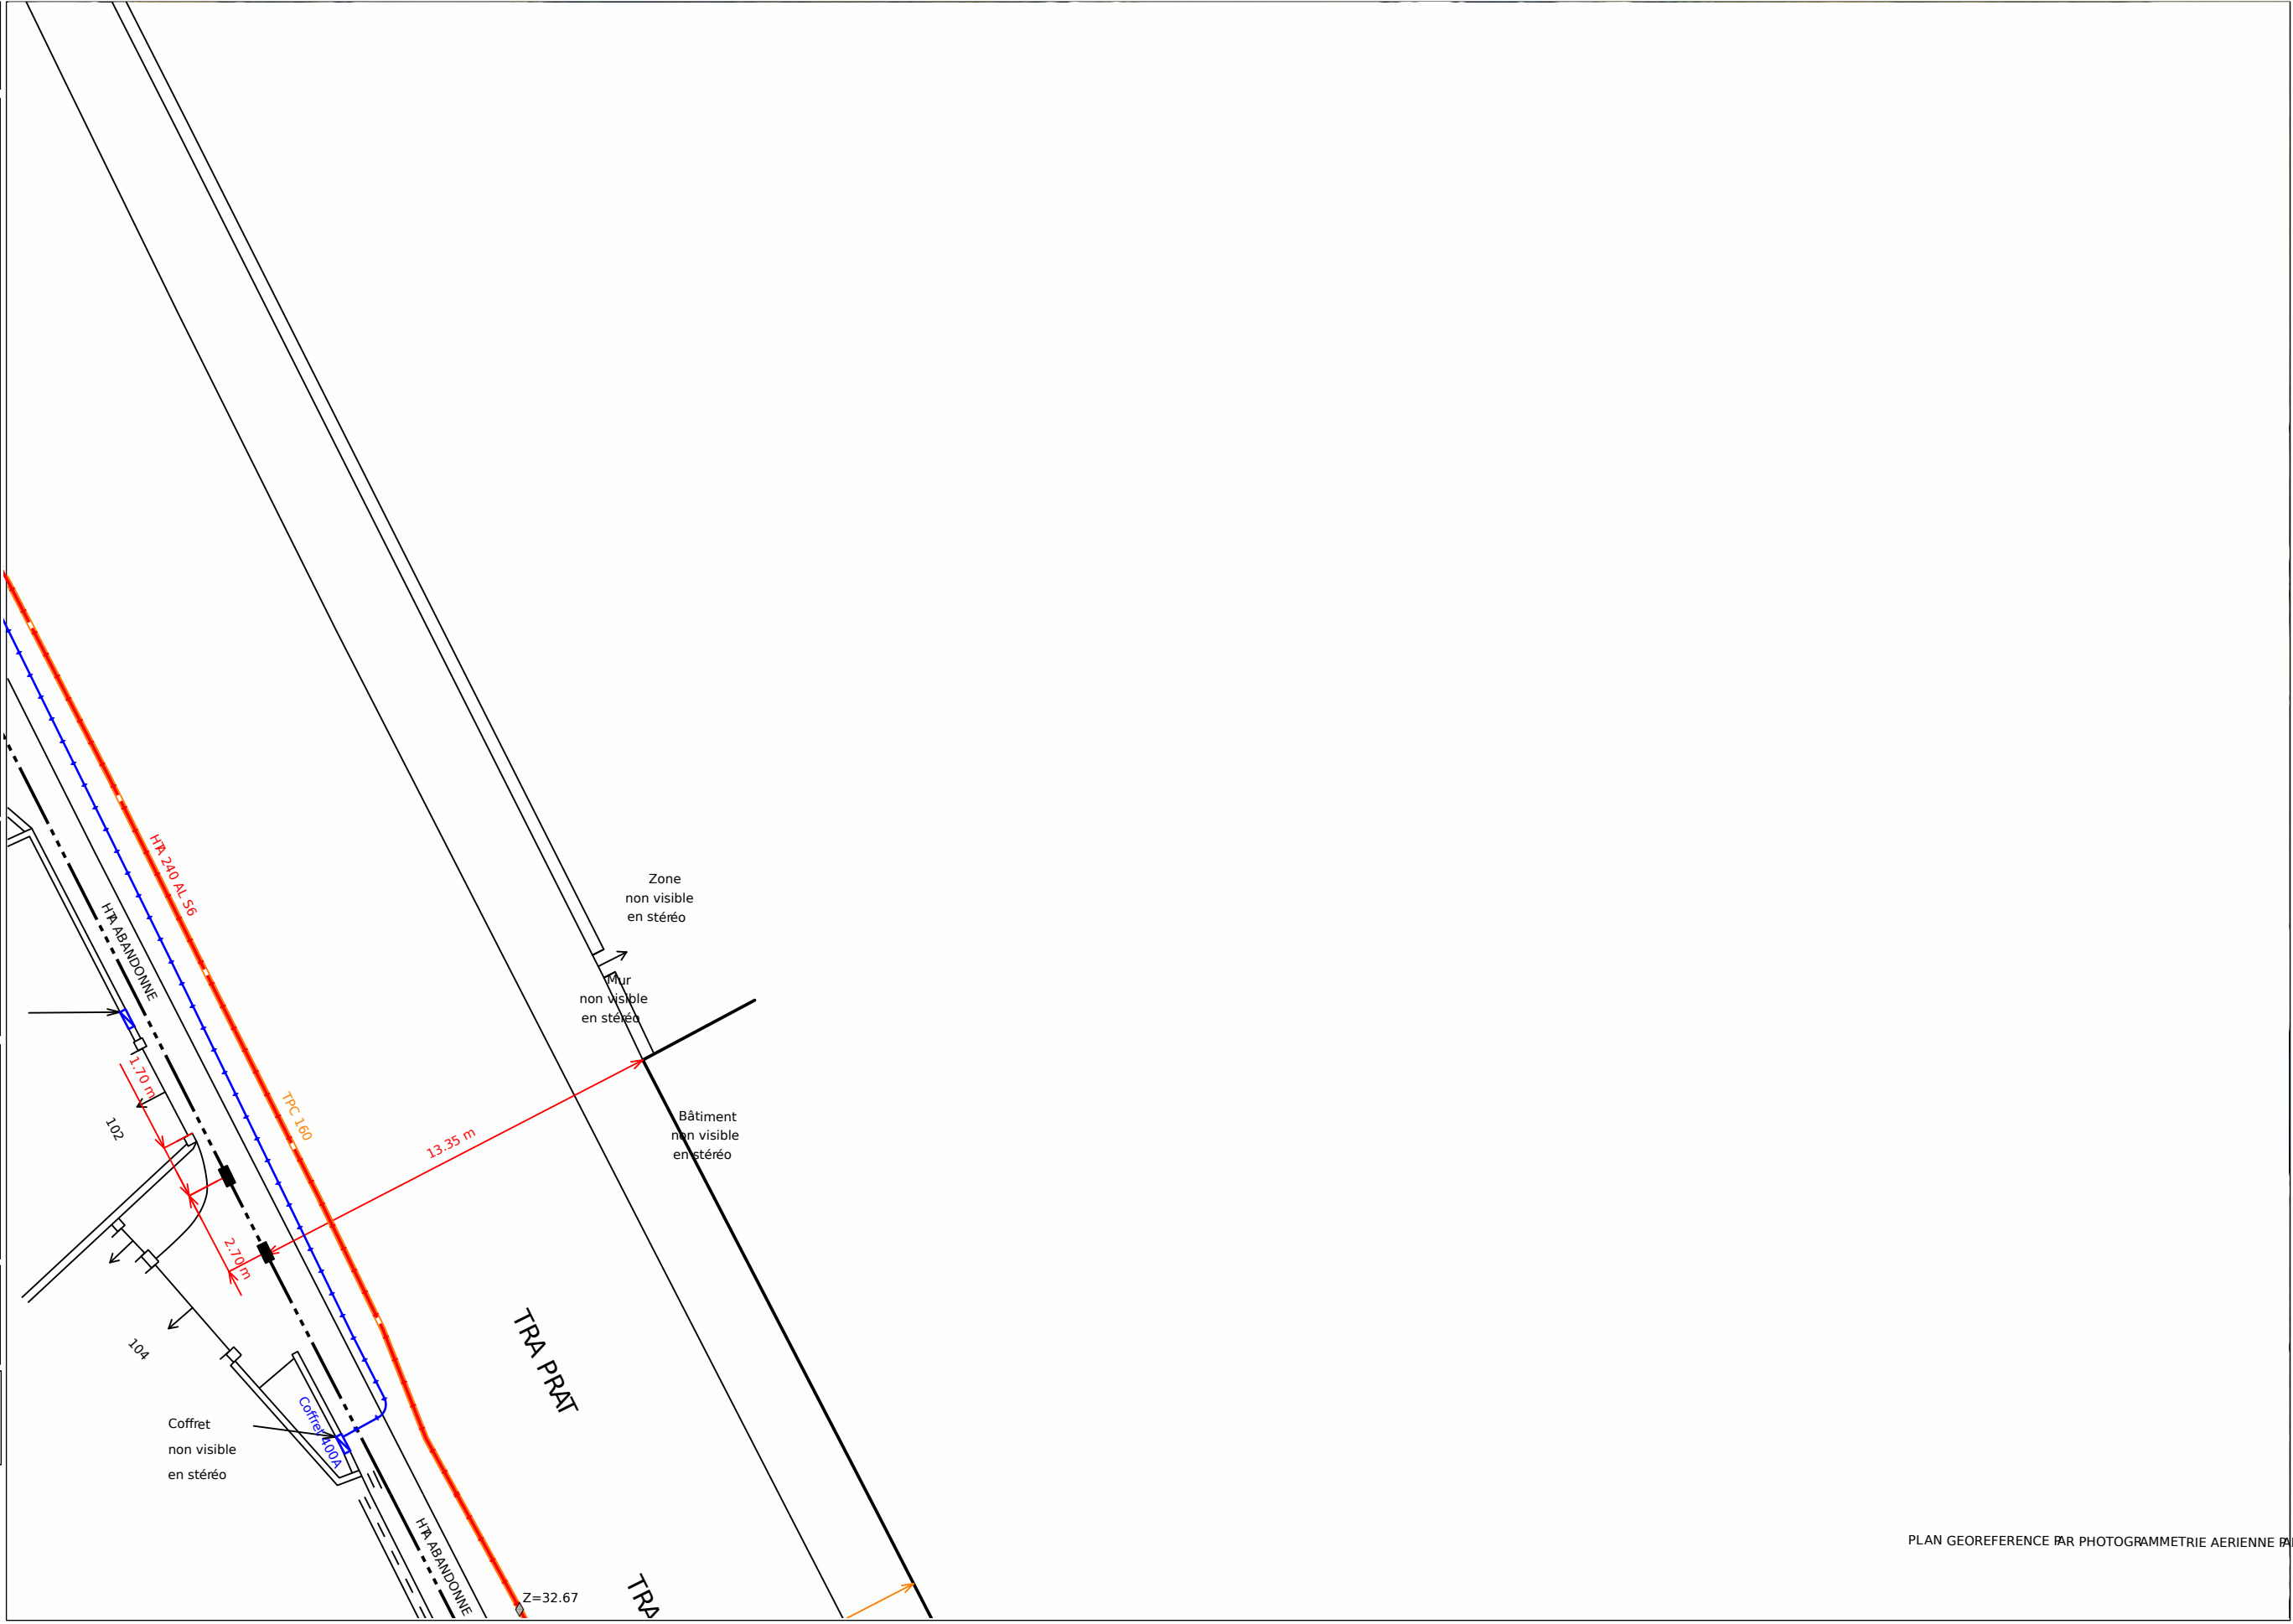 Zone
non visible
en stéréo
HTA 240 AL S6
HTA ABANDONNE
Mur
non visible
en stéréo
1.70 m
TPC 160
102
13.35 m
Bâtiment
non visible
en stéréo
2.70 m
104
TRA PRAT
Coffret 400A
Coffret
non visible
en stéréo
HTA ABANDONNE
Z=32.67
TRA
PLAN GEOREFERENCE PAR PHOTOGRAMMETRIE AERIENNE PA